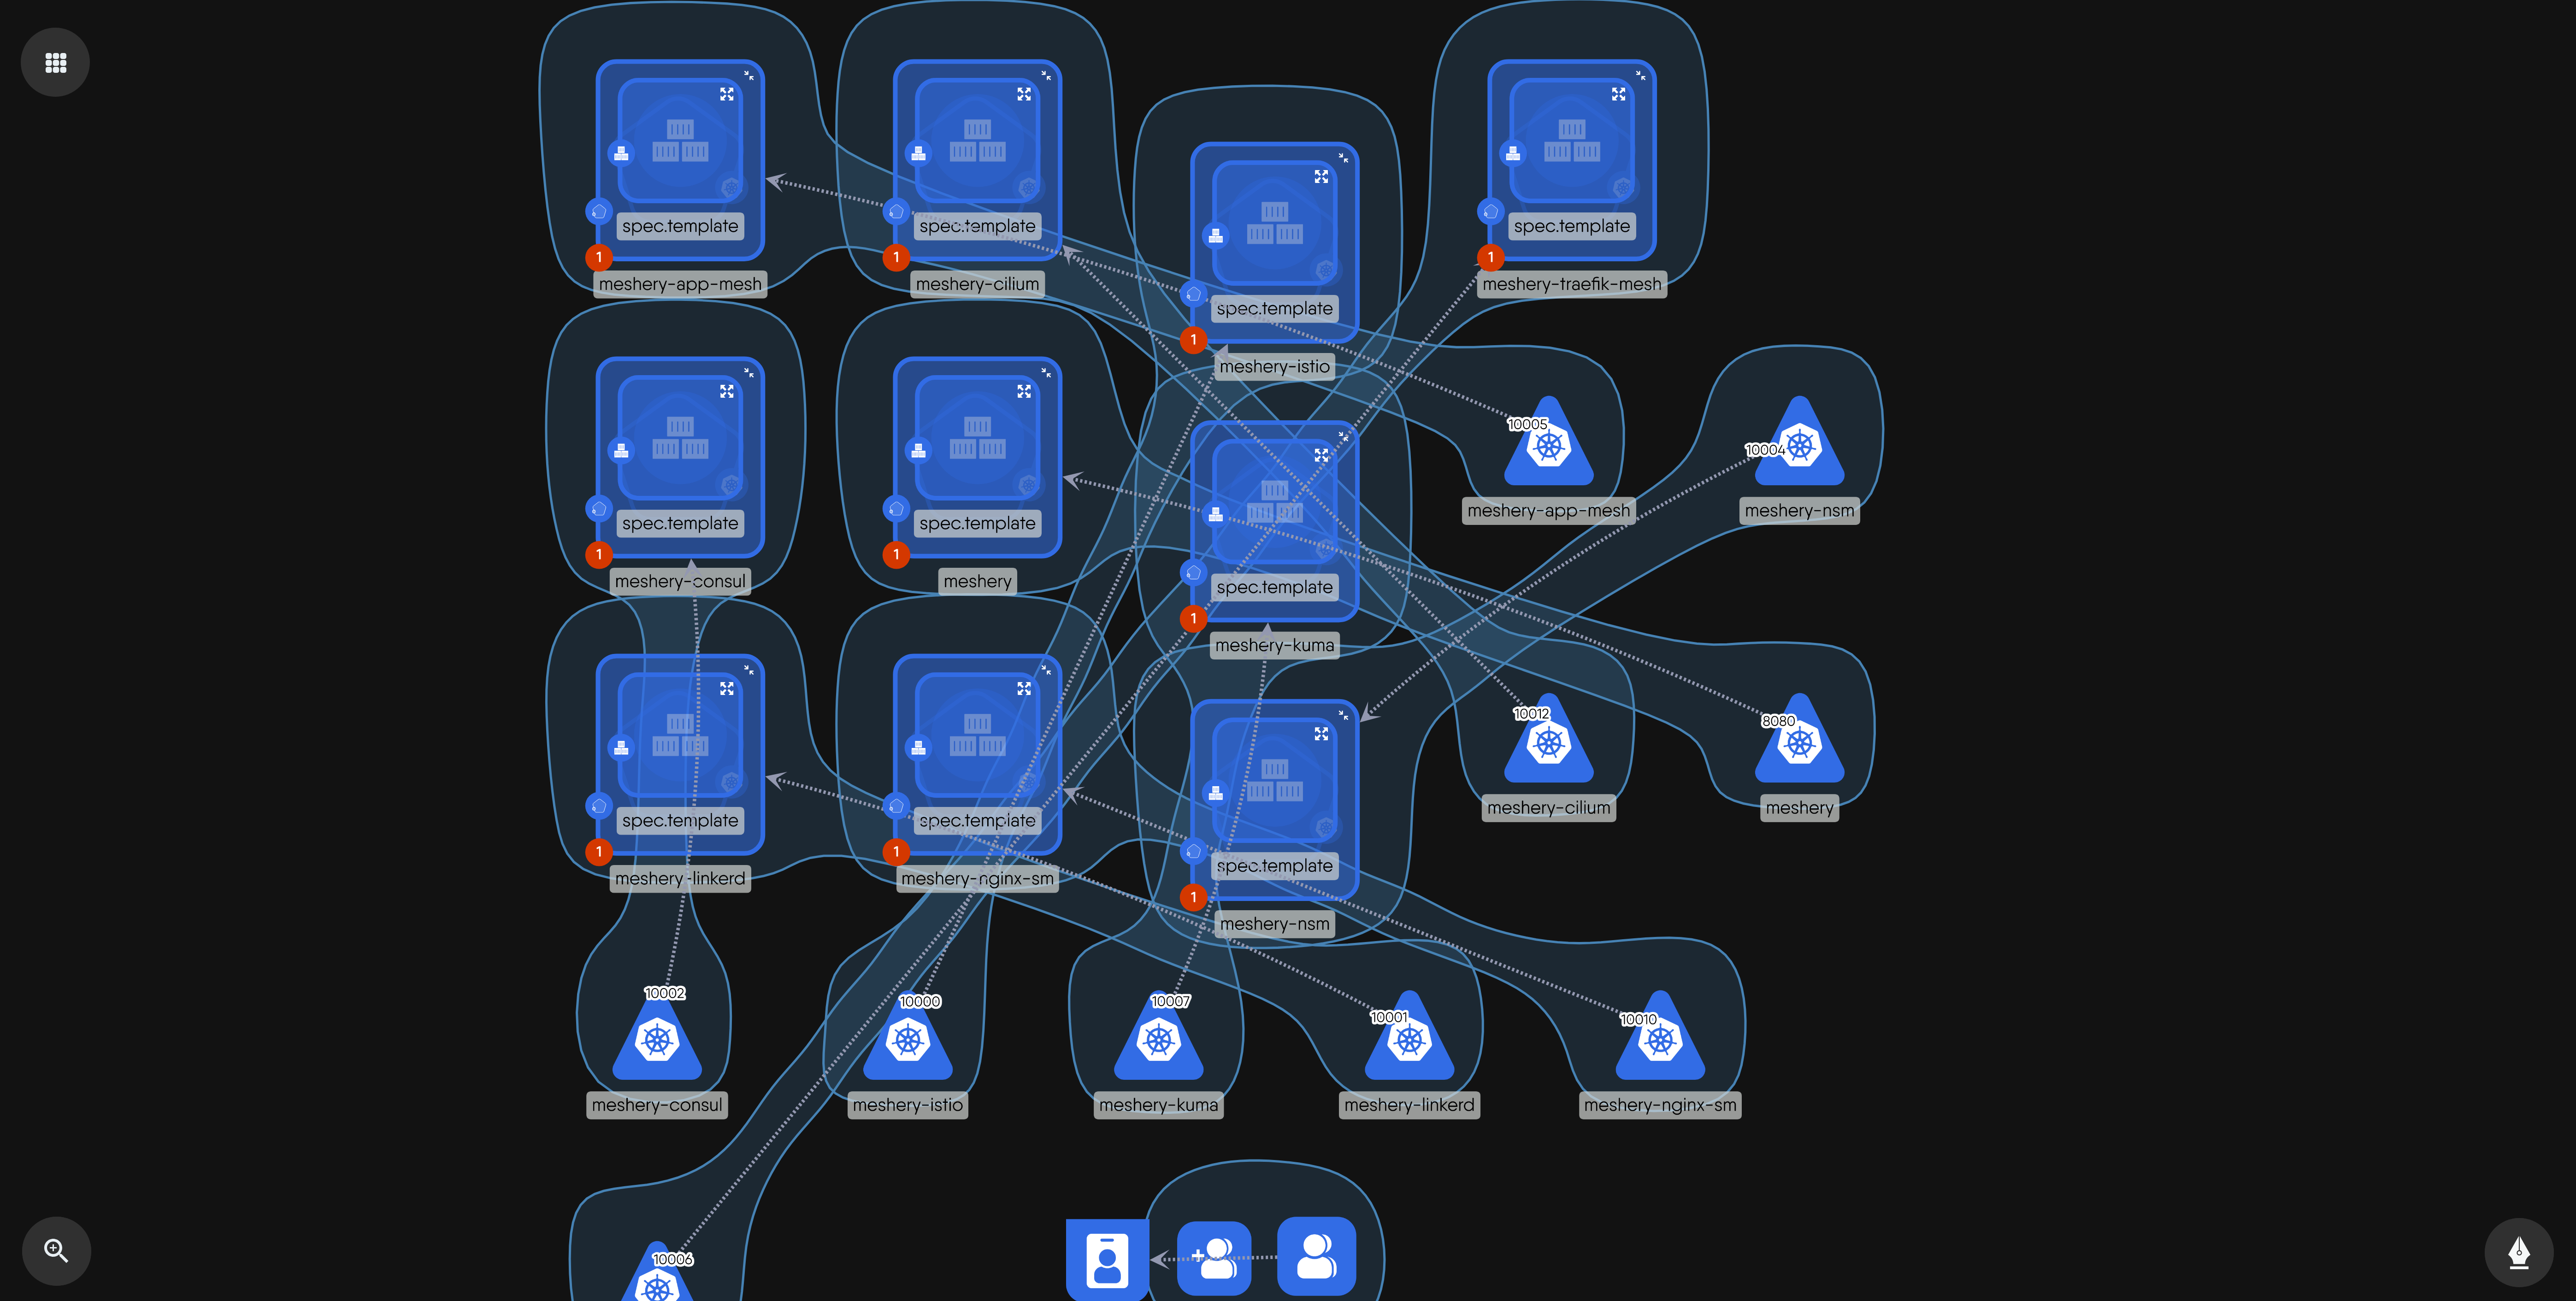 spec.template
1
meshery-app-mesh
spec.template
1
meshery-cilium
spec.template
1
meshery-istio
spec.template
1
meshery-traefik-mesh
spec.template
1
meshery-consul
spec.template
1
meshery
spec.template
1
meshery-kuma
10005
meshery-app-mesh
10004
meshery-nsm
spec.template
1
meshery-linkerd
spec.template
1
meshery-nginx-sm
spec.template
1
meshery-nsm
10012
meshery-cilium
8080
meshery
10002
meshery-consul
10000
meshery-istio
10007
meshery-kuma
10001
meshery-linkerd
10010
meshery-nginx-sm
10006